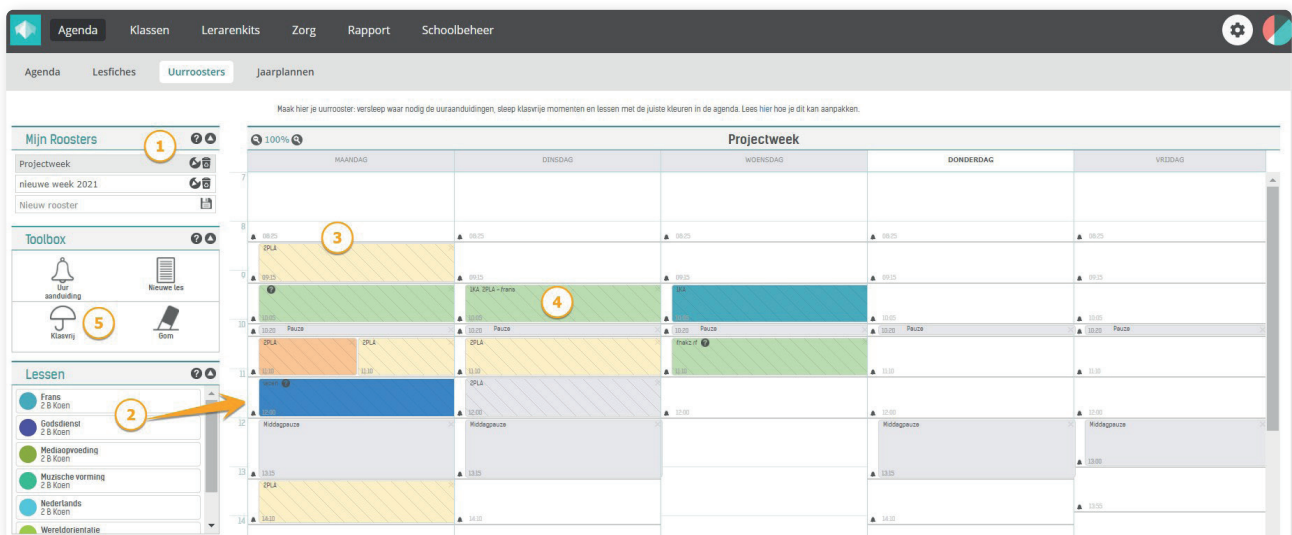 Agenda Klassen Lerarenkits Zorg Rapport Schoolbeheer
Agenda Lesfiches Uurroosters Jaarplannen
Maak hier je uurrooster: versleep waar nodig de uuraanduidingen, sleep klasvrije momenten en lessen met de juiste kleuren in de agenda. Lees hier hoe je dit kan aanpakken.
Mijn Roosters
1
Projectweek
nieuwe week 2021
Nieuw rooster
Toolbox
Uur aanduiding
Nieuwe les
Klasvrij
5
Gom
Lessen
Frans
2 B Koen
2
Godsdienst
2 B Koen
Mediaopvoeding
2 B Koen
Muzische vorming
2 B Koen
Nederlands
2 B Koen
Wereldoriëntatie
100% Projectweek
MAANDAG DINSDAG WOENSDAG DONDERDAG VRIJDAG
7
8
08:25 08:25 08:25 08:25 08:25
3
2PLA
9
09:15 09:15 09:15 09:15 09:15
1KA 2PLA - frans 1KA
4
10:05 10:05 10:05 10:05
10
10:20 Pauze 10:20 Pauze 10:20 Pauze 10:20 Pauze 10:20 Pauze
2PLA 2PLA 2PLA
11
11:10 11:10 11:10 11:10 11:10 11:10
2PLA
12:00 12:00 12:00 12:00 12:00
12
Middagpauze Middagpauze Middagpauze Middagpauze
13:00
13
13:15 13:15 13:15
2PLA
13:55
14
14:10 14:10 14:10